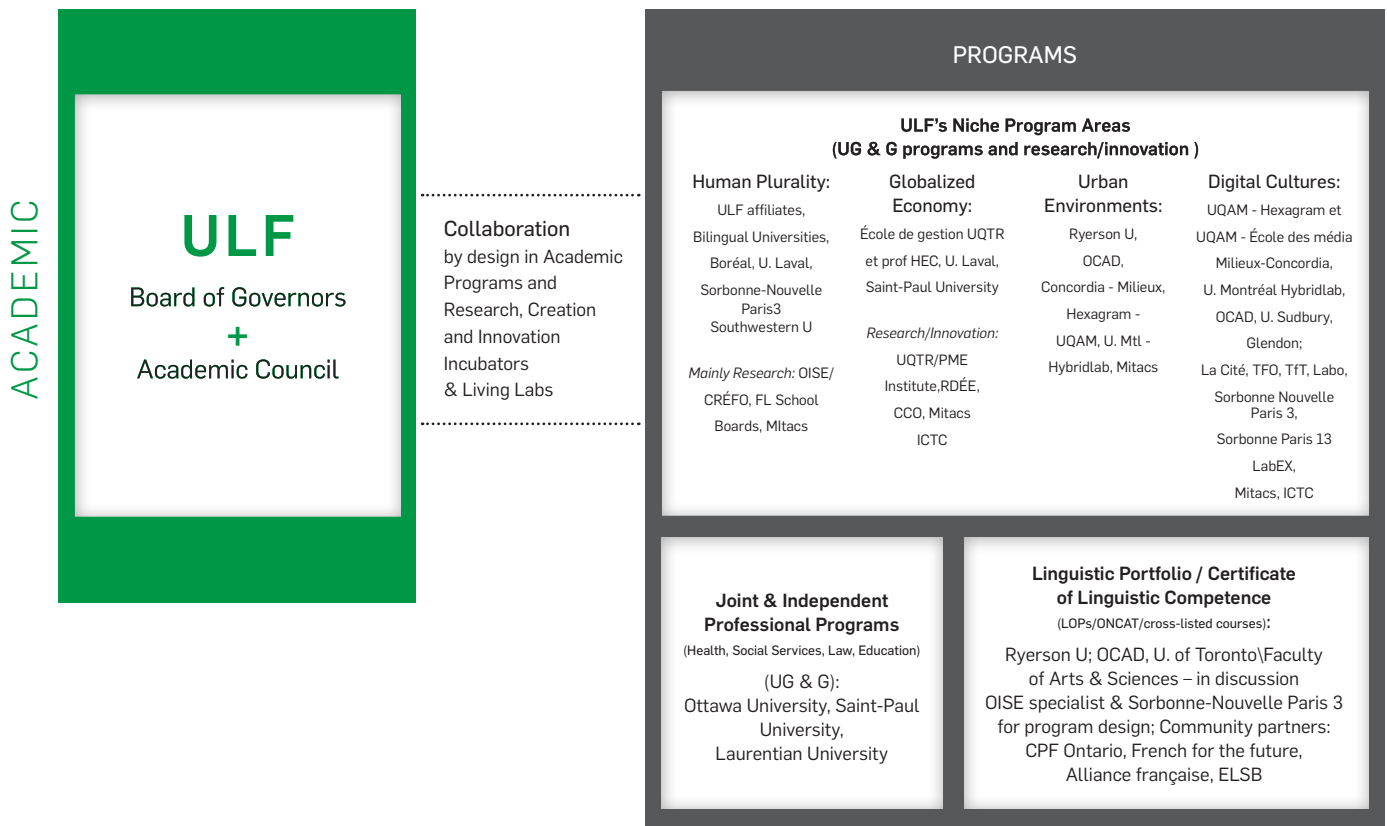 ACADEMIC
ULF
Board of Governors
+
Academic Council
Collaboration
by design in Academic
Programs and
Research, Creation
and Innovation
Incubators
& Living Labs
PROGRAMS
ULF's Niche Program Areas
(UG & G programs and research/innovation )
Human Plurality:
ULF affiliates,
Bilingual Universities,
Boréal, U. Laval,
Sorbonne-Nouvelle
Paris3
Southwestern U
Mainly Research: OISE/
CRÉFO, FL School
Boards, MItacs
Globalized
Economy:
École de gestion UQTR
et prof HEC, U. Laval,
Saint-Paul University
Research/Innovation:
UQTR/PME
Institute,RDÉE,
CCO, Mitacs
ICTC
Urban
Environments:
Ryerson U,
OCAD,
Concordia - Milieux,
Hexagram -
UQAM, U. Mtl -
Hybridlab, Mitacs
Digital Cultures:
UQAM - Hexagram et
UQAM - École des média
Milieux-Concordia,
U. Montréal Hybridlab,
OCAD, U. Sudbury,
Glendon;
La Cité, TFO, TfT, Labo,
Sorbonne Nouvelle
Paris 3,
Sorbonne Paris 13
LabEX,
Mitacs, ICTC
Joint & Independent
Professional Programs
(Health, Social Services, Law, Education)
(UG & G):
Ottawa University, Saint-Paul
University,
Laurentian University
Linguistic Portfolio / Certificate
of Linguistic Competence
(LOPs/ONCAT/cross-listed courses):
Ryerson U; OCAD, U. of Toronto\Faculty
of Arts & Sciences – in discussion
OISE specialist & Sorbonne-Nouvelle Paris 3
for program design; Community partners:
CPF Ontario, French for the future,
Alliance française, ELSB